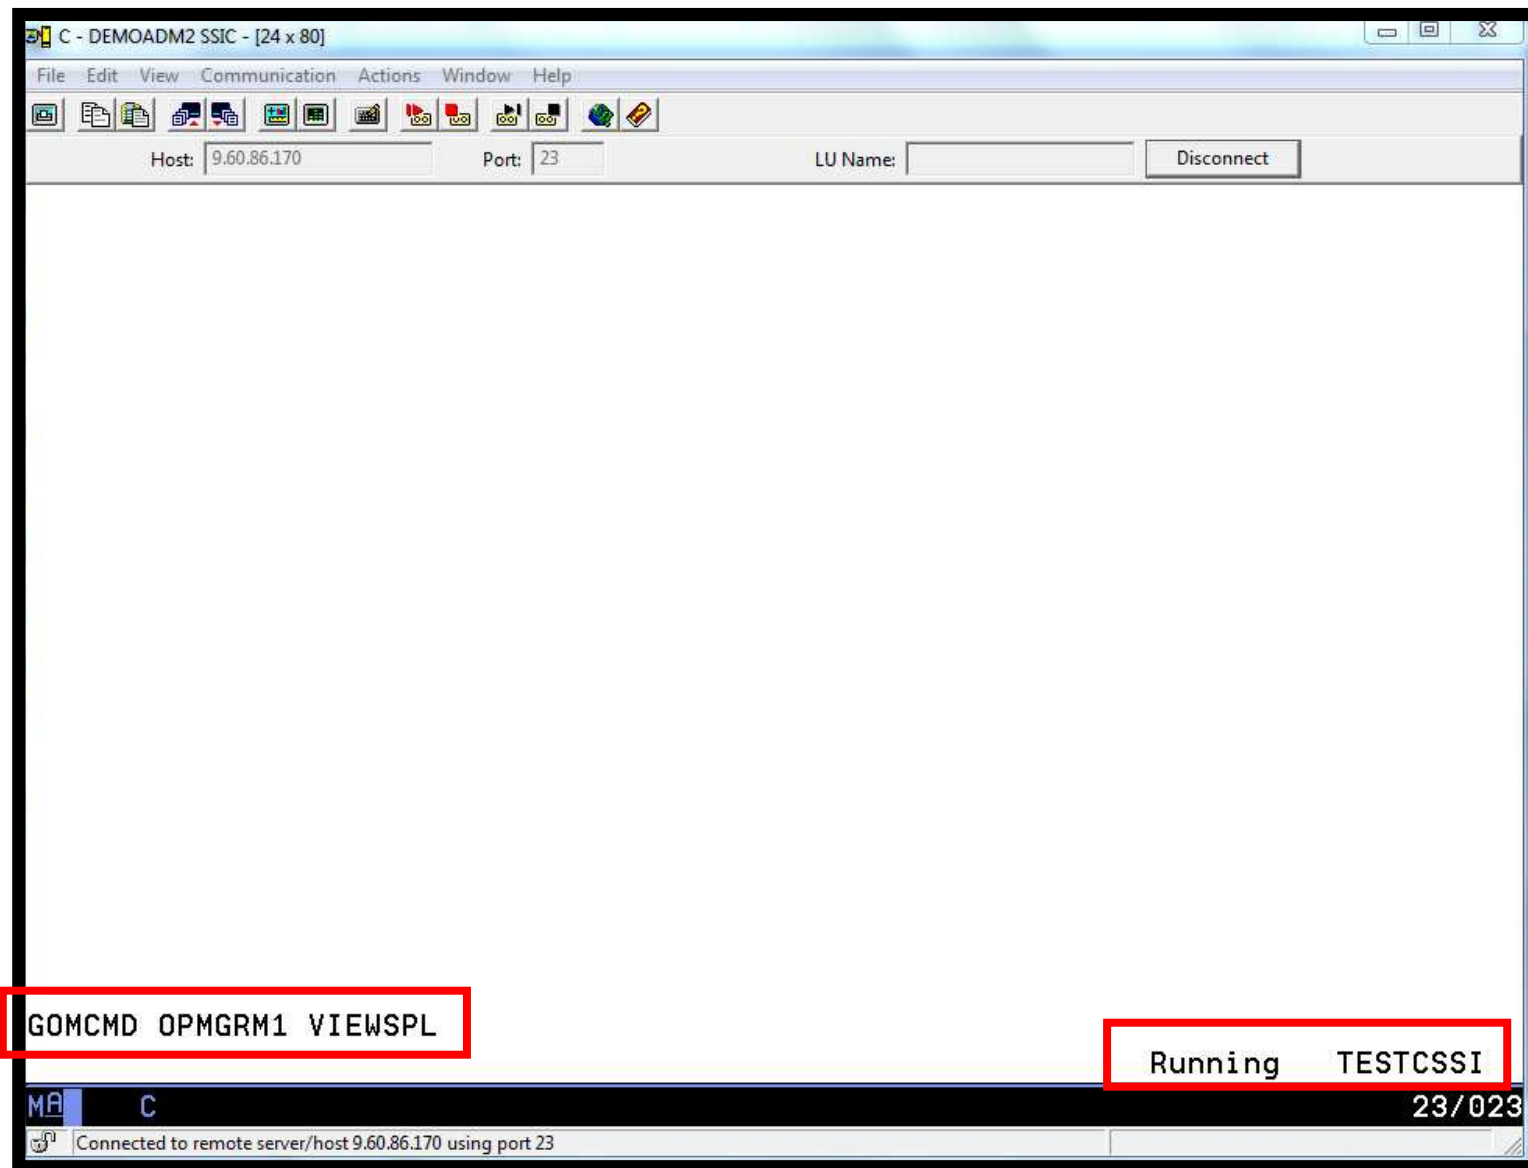 C - DEMOADM2 SSIC - [24 x 80]
File Edit View Communication Actions Window Help
Host: 9.60.86.170 Port: 23 LU Name: Disconnect
GOMCMD OPMGRM1 VIEWSPL
Running TESTCSSI
MA C 23/023
Connected to remote server/host 9.60.86.170 using port 23